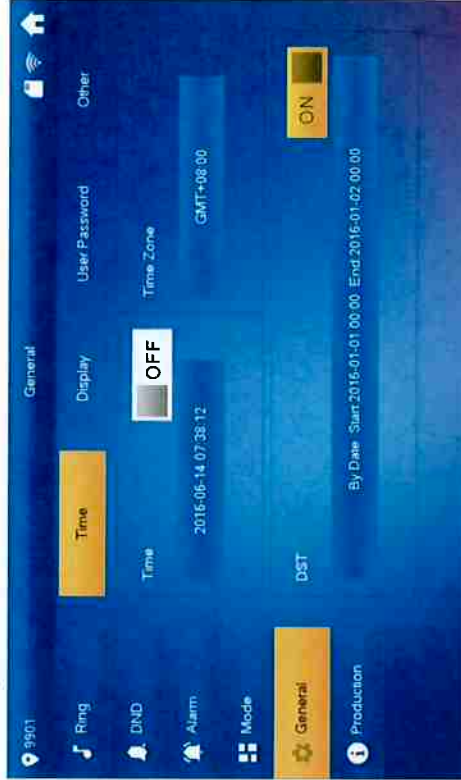 9901 General
Ring Time Display User Password Other
DND Time OFF Time Zone
Alarm 2016-06-14 07:38:12 GMT+08:00
Mode
General DST ON
Production By Date Start:2016-01-01 00:00 End:2016-01-02 00:00